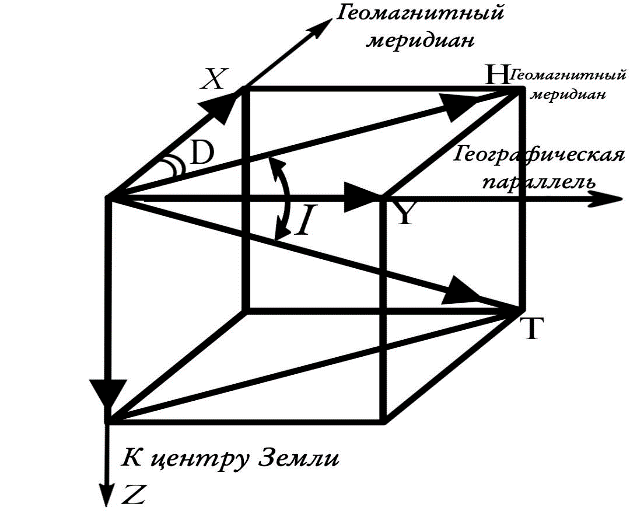 Геомагнитный
меридиан
X
H Геомагнитный
меридиан
D
Географическая
параллель
I
Y
T
К центру Земли
Z